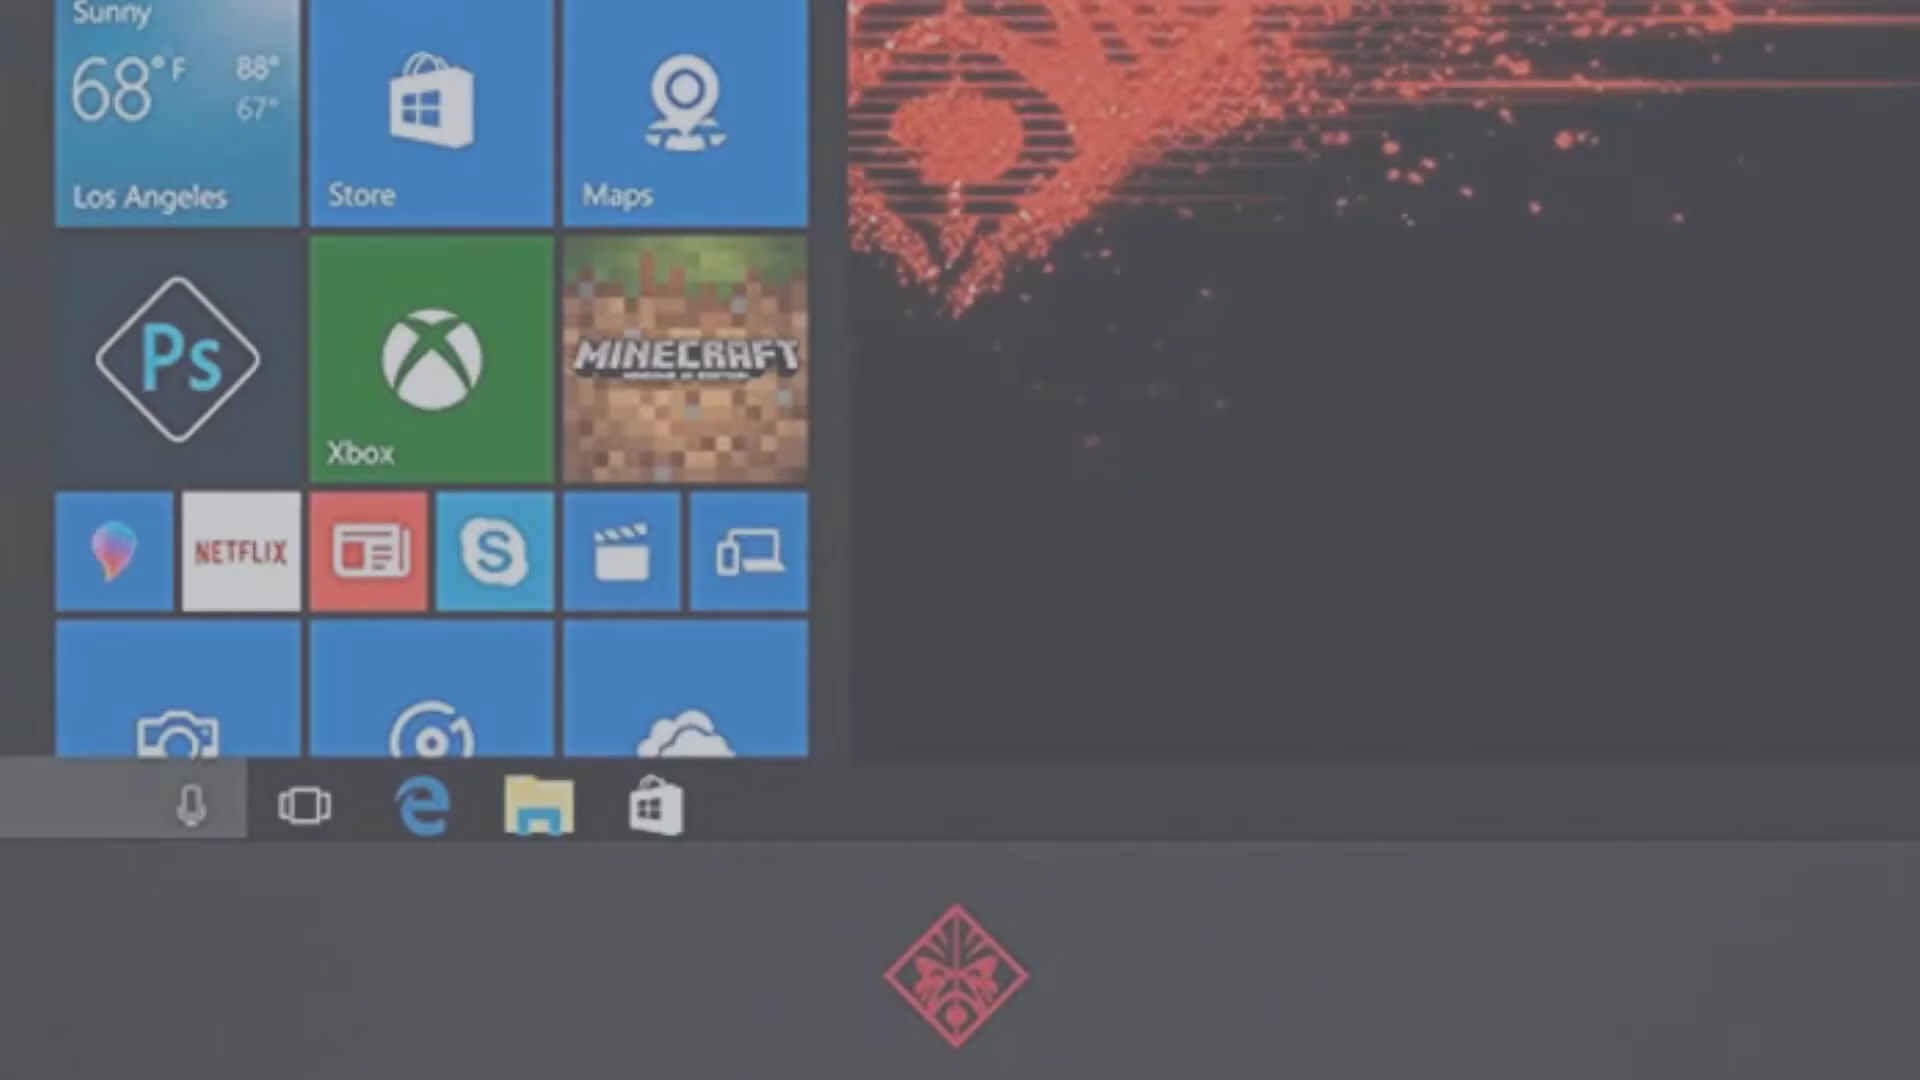 Sunny
68°F 88°
67°
Los Angeles
Store
Maps
Ps
Xbox
MINECRAFT
NETFLIX
S